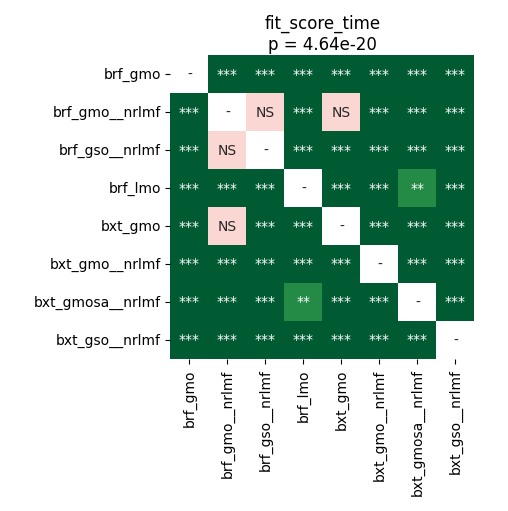 fit_score_time
p = 4.64e-20
brf_gmo - *** *** *** *** *** *** ***
brf_gmo__nrlmf *** - NS *** NS *** *** ***
brf_gso__nrlmf *** NS - *** *** *** *** ***
brf_lmo *** *** *** - *** *** ** ***
bxt_gmo *** NS *** *** - *** *** ***
bxt_gmo__nrlmf *** *** *** *** *** - *** ***
bxt_gmosa__nrlmf *** *** *** ** *** *** - ***
bxt_gso__nrlmf *** *** *** *** *** *** *** -
brf_gmo
brf_gmo__nrlmf
brf_gso__nrlmf
brf_lmo
bxt_gmo
bxt_gmo__nrlmf
bxt_gmosa__nrlmf
bxt_gso__nrlmf